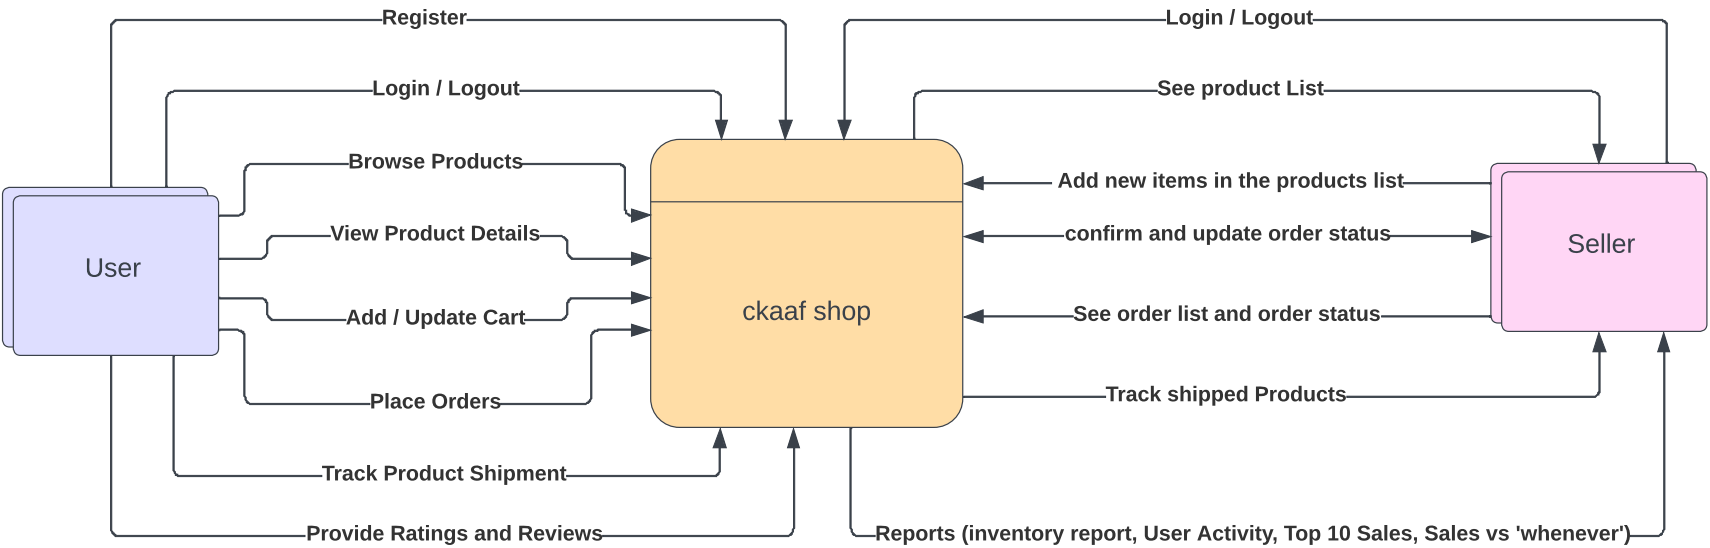 Register
Login / Logout
Login / Logout
See product List
Browse Products
Add new items in the products list
View Product Details
confirm and update order status
User
Seller
ckaaf shop
Add / Update Cart
See order list and order status
Place Orders
Track shipped Products
Track Product Shipment
Provide Ratings and Reviews
Reports (inventory report, User Activity, Top 10 Sales, Sales vs 'whenever')